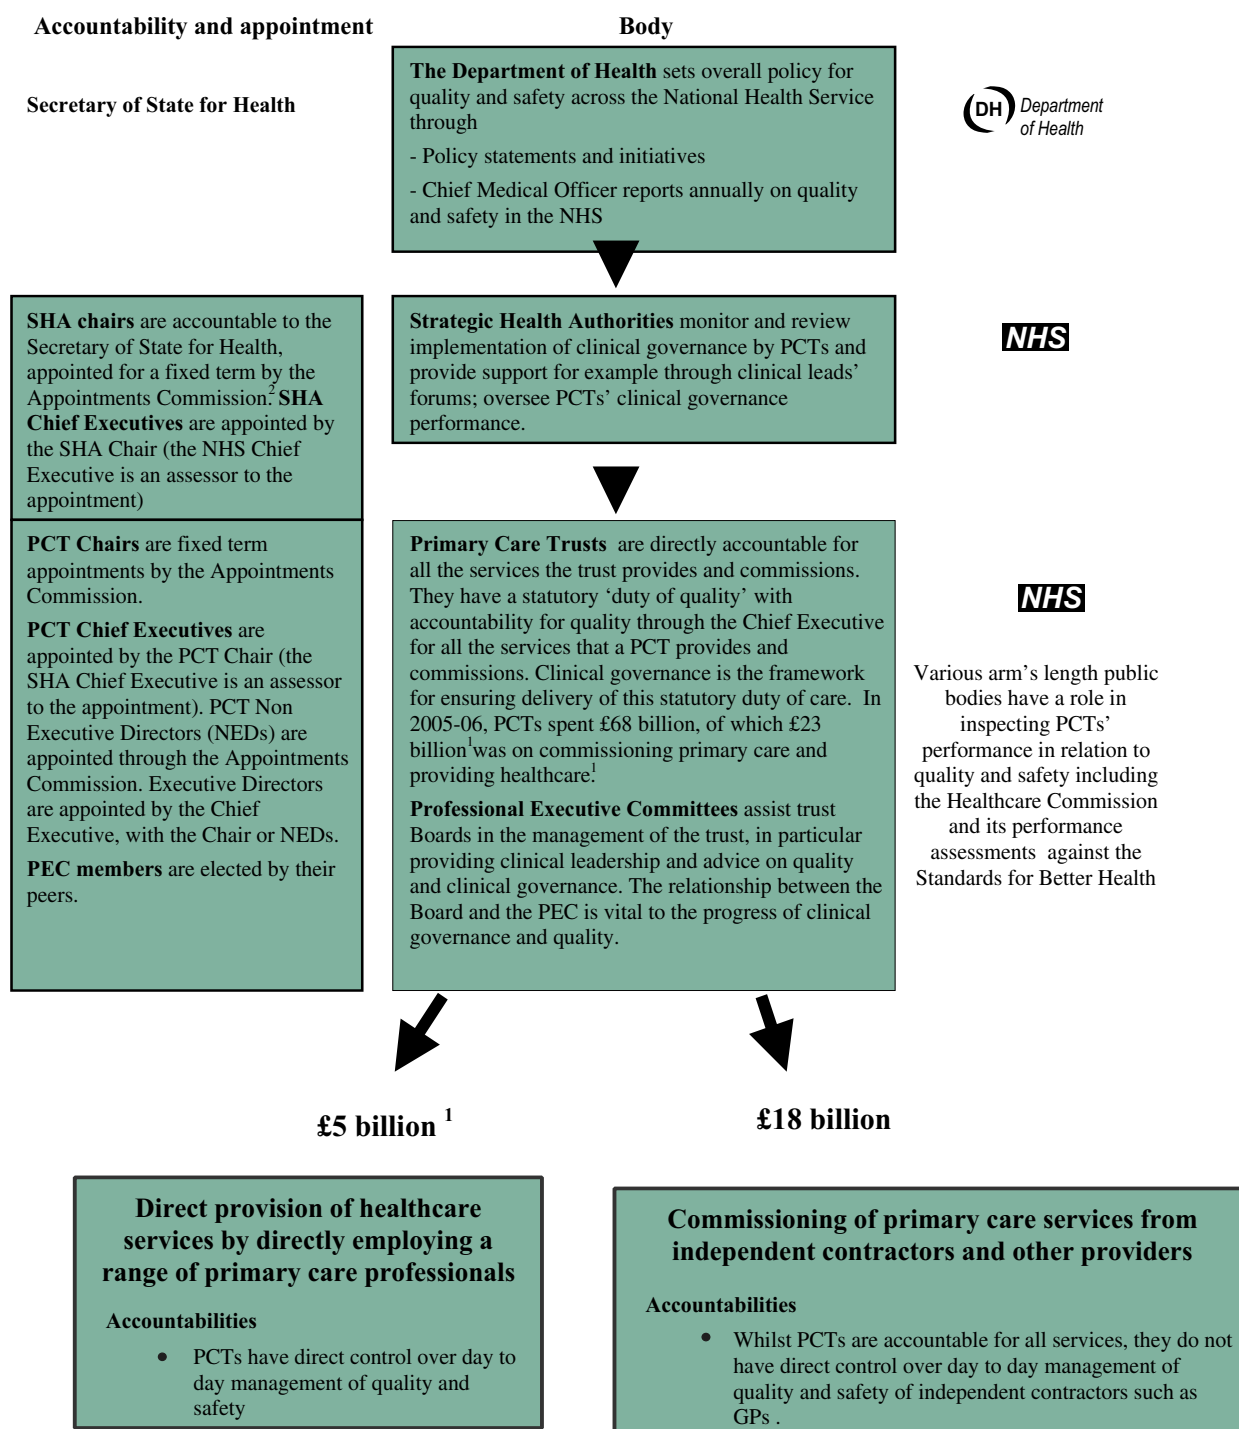 Accountability and appointment
Body
Secretary of State for Health
The Department of Health sets overall policy for
quality and safety across the National Health Service
through
- Policy statements and initiatives
- Chief Medical Officer reports annually on quality
and safety in the NHS
DH Department
of Health
SHA chairs are accountable to the
Secretary of State for Health,
appointed for a fixed term by the
Appointments Commission.2 SHA
Chief Executives are appointed by
the SHA Chair (the NHS Chief
Executive is an assessor to the
appointment)
Strategic Health Authorities monitor and review
implementation of clinical governance by PCTs and
provide support for example through clinical leads’
forums; oversee PCTs’ clinical governance
performance.
NHS
PCT Chairs are fixed term
appointments by the Appointments
Commission.
PCT Chief Executives are
appointed by the PCT Chair (the
SHA Chief Executive is an assessor
to the appointment). PCT Non
Executive Directors (NEDs) are
appointed through the Appointments
Commission. Executive Directors
are appointed by the Chief
Executive, with the Chair or NEDs.
PEC members are elected by their
peers.
Primary Care Trusts are directly accountable for
all the services the trust provides and commissions.
They have a statutory ‘duty of quality’ with
accountability for quality through the Chief Executive
for all the services that a PCT provides and
commissions. Clinical governance is the framework
for ensuring delivery of this statutory duty of care. In
2005-06, PCTs spent £68 billion, of which £23
billion1was on commissioning primary care and
providing healthcare.1
Professional Executive Committees assist trust
Boards in the management of the trust, in particular
providing clinical leadership and advice on quality
and clinical governance. The relationship between the
Board and the PEC is vital to the progress of clinical
governance and quality.
NHS
Various arm’s length public
bodies have a role in
inspecting PCTs’
performance in relation to
quality and safety including
the Healthcare Commission
and its performance
assessments against the
Standards for Better Health
£5 billion 1
£18 billion
Direct provision of healthcare
services by directly employing a
range of primary care professionals
Accountabilities
• PCTs have direct control over day to
day management of quality and
safety
Commissioning of primary care services from
independent contractors and other providers
Accountabilities
• Whilst PCTs are accountable for all services, they do not
have direct control over day to day management of
quality and safety of independent contractors such as
GPs .